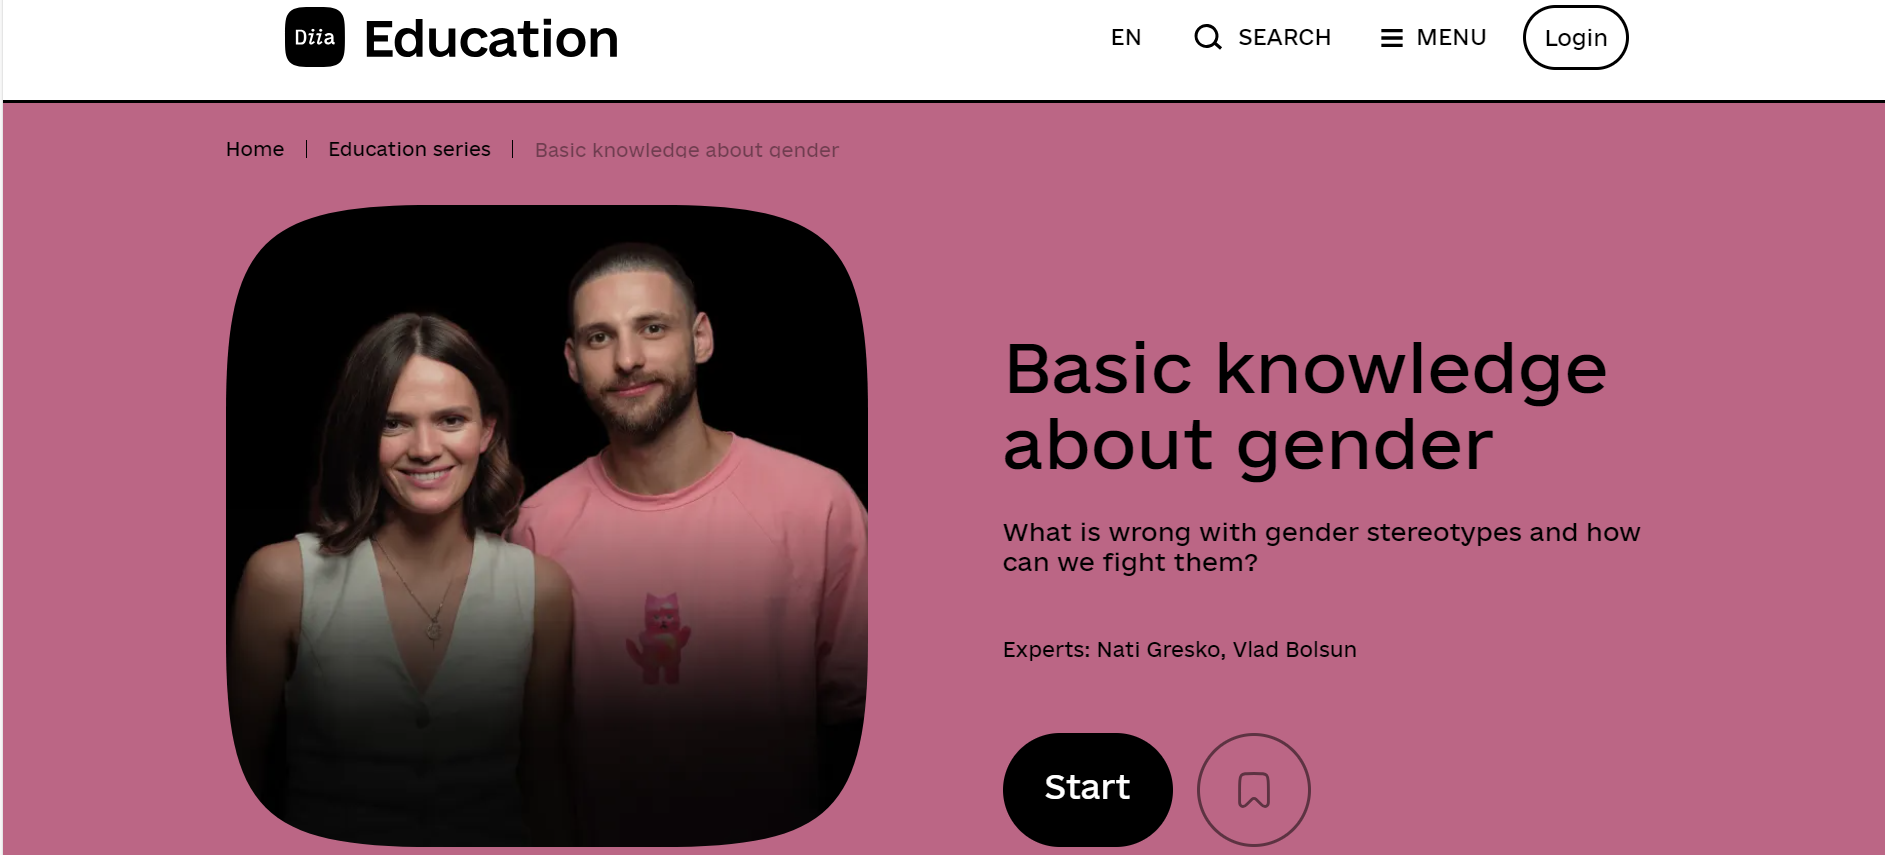 Diia Education
EN
SEARCH
MENU
Login
Home
Education series
Basic knowledge about gender
Basic knowledge
about gender
What is wrong with gender stereotypes and how
can we fight them?
Experts: Nati Gresko, Vlad Bolsun
Start